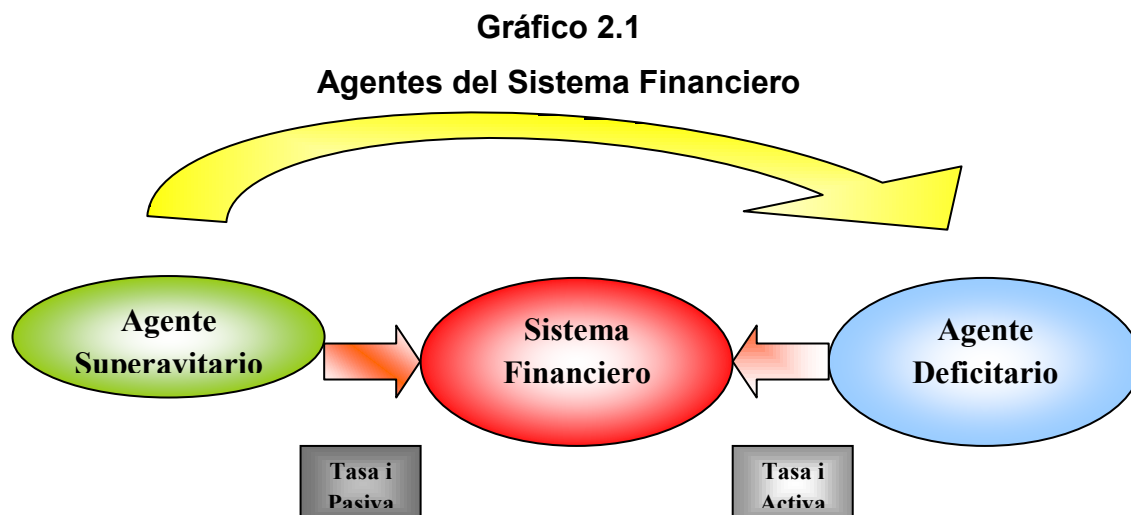 Gráfico 2.1
Agentes del Sistema Financiero
Agente
Superavitario
Sistema
Financiero
Agente
Deficitario
Tasa i
Pasiva
Tasa i
Activa